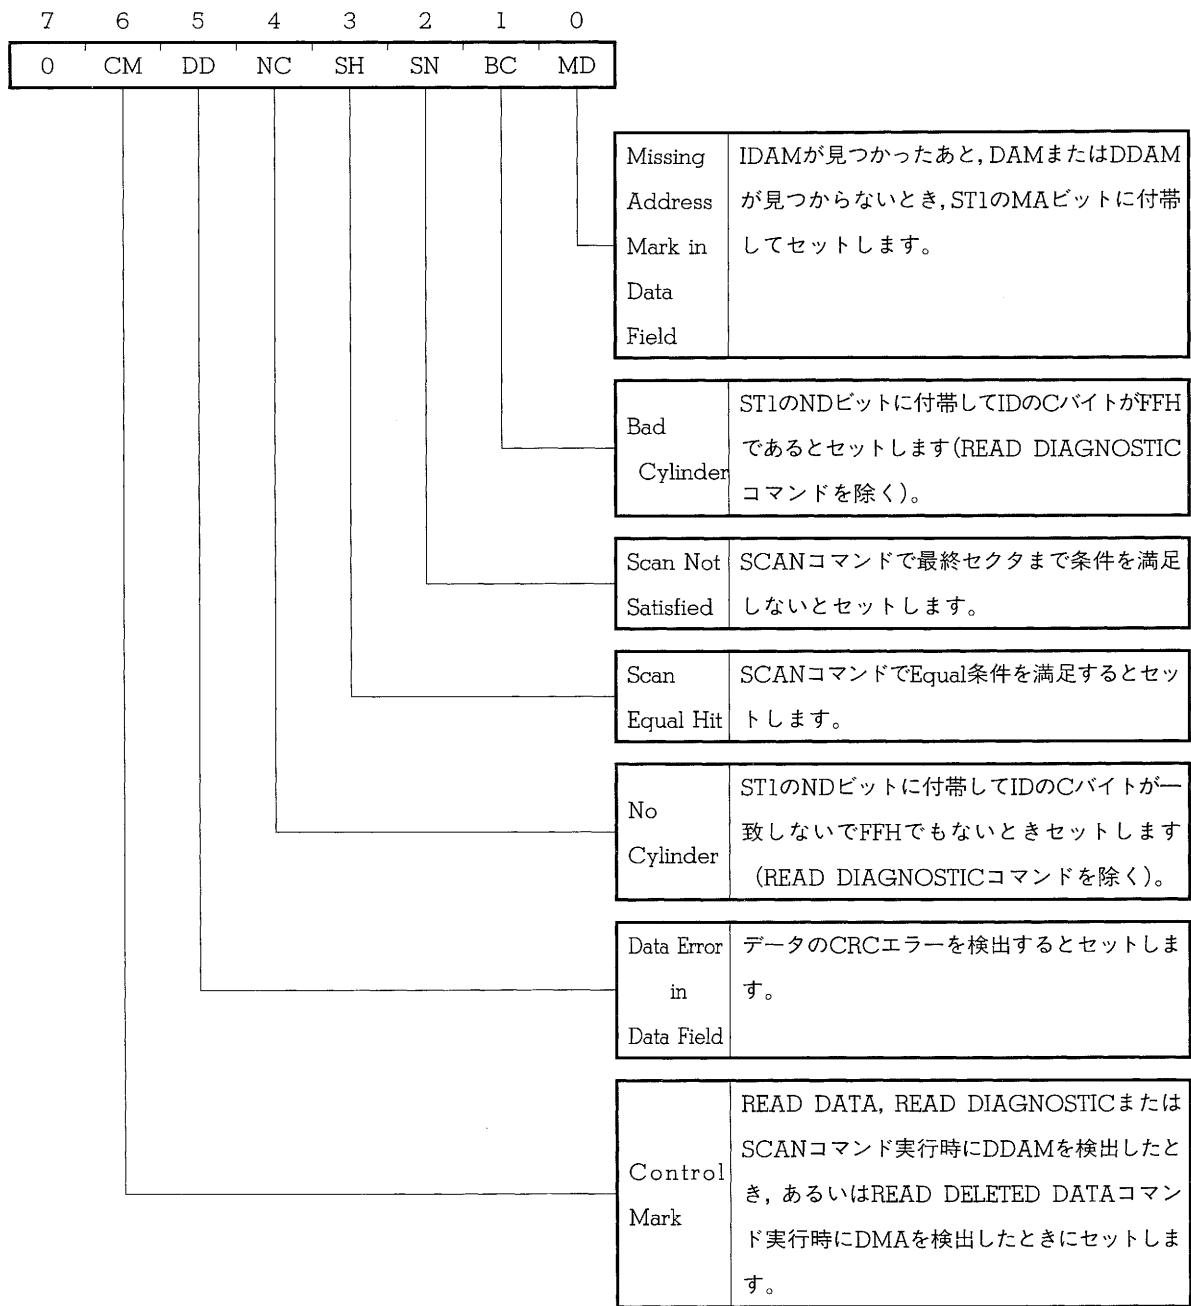 7 6 5 4 3 2 1 0
0 CM DD NC SH SN BC MD
Missing
Address
Mark in
Data
Field
IDAMが見つかったあと,DAMまたはDDAM
が見つからないとき,ST1のMAビットに付帯
してセットします。
Bad
Cylinder
ST1のNDビットに付帯してIDのCバイトがFFH
であるとセットします(READ DIAGNOSTIC
コマンドを除く)。
Scan Not
Satisfied
SCANコマンドで最終セクタまで条件を満足
しないとセットします。
Scan
Equal Hit
SCANコマンドでEqual条件を満足するとセッ
トします。
No
Cylinder
ST1のNDビットに付帯してIDのCバイトが一
致しないでFFHでもないときセットします
(READ DIAGNOSTICコマンドを除く)。
Data Error
in
Data Field
データのCRCエラーを検出するとセットしま
す。
Control
Mark
READ DATA, READ DIAGNOSTICまたは
SCANコマンド実行時にDDAMを検出したと
き, あるいはREAD DELETED DATAコマン
ド実行時にDMAを検出したときにセットしま
す。